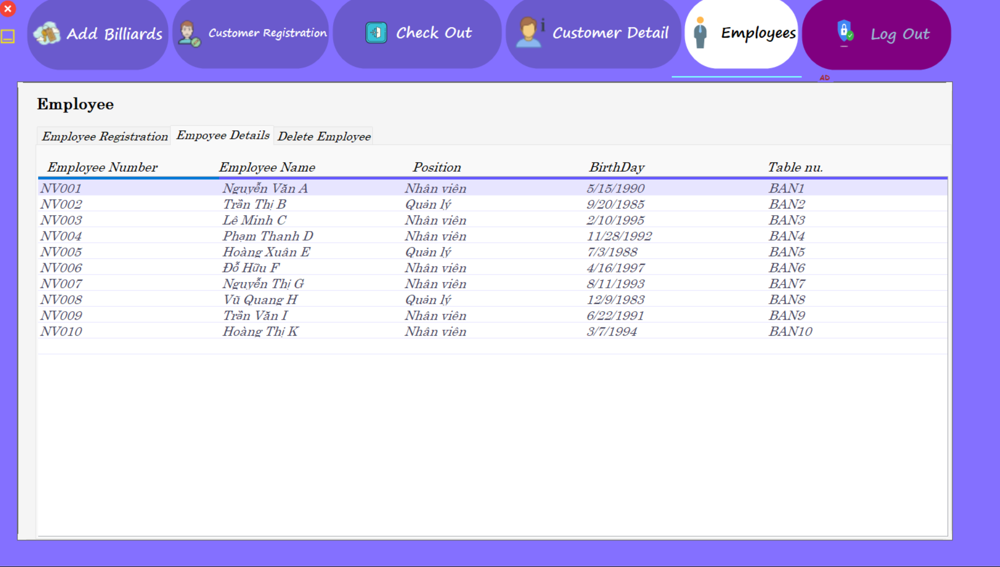 Add Billiards Customer Registration Check Out Customer Detail Employees Log Out
AD
Employee
Employee Registration Empoyee Details Delete Employee
Employee Number Employee Name Position BirthDay Table nu.
NV001 Nguyễn Văn A Nhân viên 5/15/1990 BAN1
NV002 Trần Thị B Quản lý 9/20/1985 BAN2
NV003 Lê Minh C Nhân viên 2/10/1995 BAN3
NV004 Phạm Thanh D Nhân viên 11/28/1992 BAN4
NV005 Hoàng Xuân E Quản lý 7/3/1988 BAN5
NV006 Đỗ Hữu F Nhân viên 4/16/1997 BAN6
NV007 Nguyễn Thị G Nhân viên 8/11/1993 BAN7
NV008 Vũ Quang H Quản lý 12/9/1983 BAN8
NV009 Trần Văn I Nhân viên 6/22/1991 BAN9
NV010 Hoàng Thị K Nhân viên 3/7/1994 BAN10